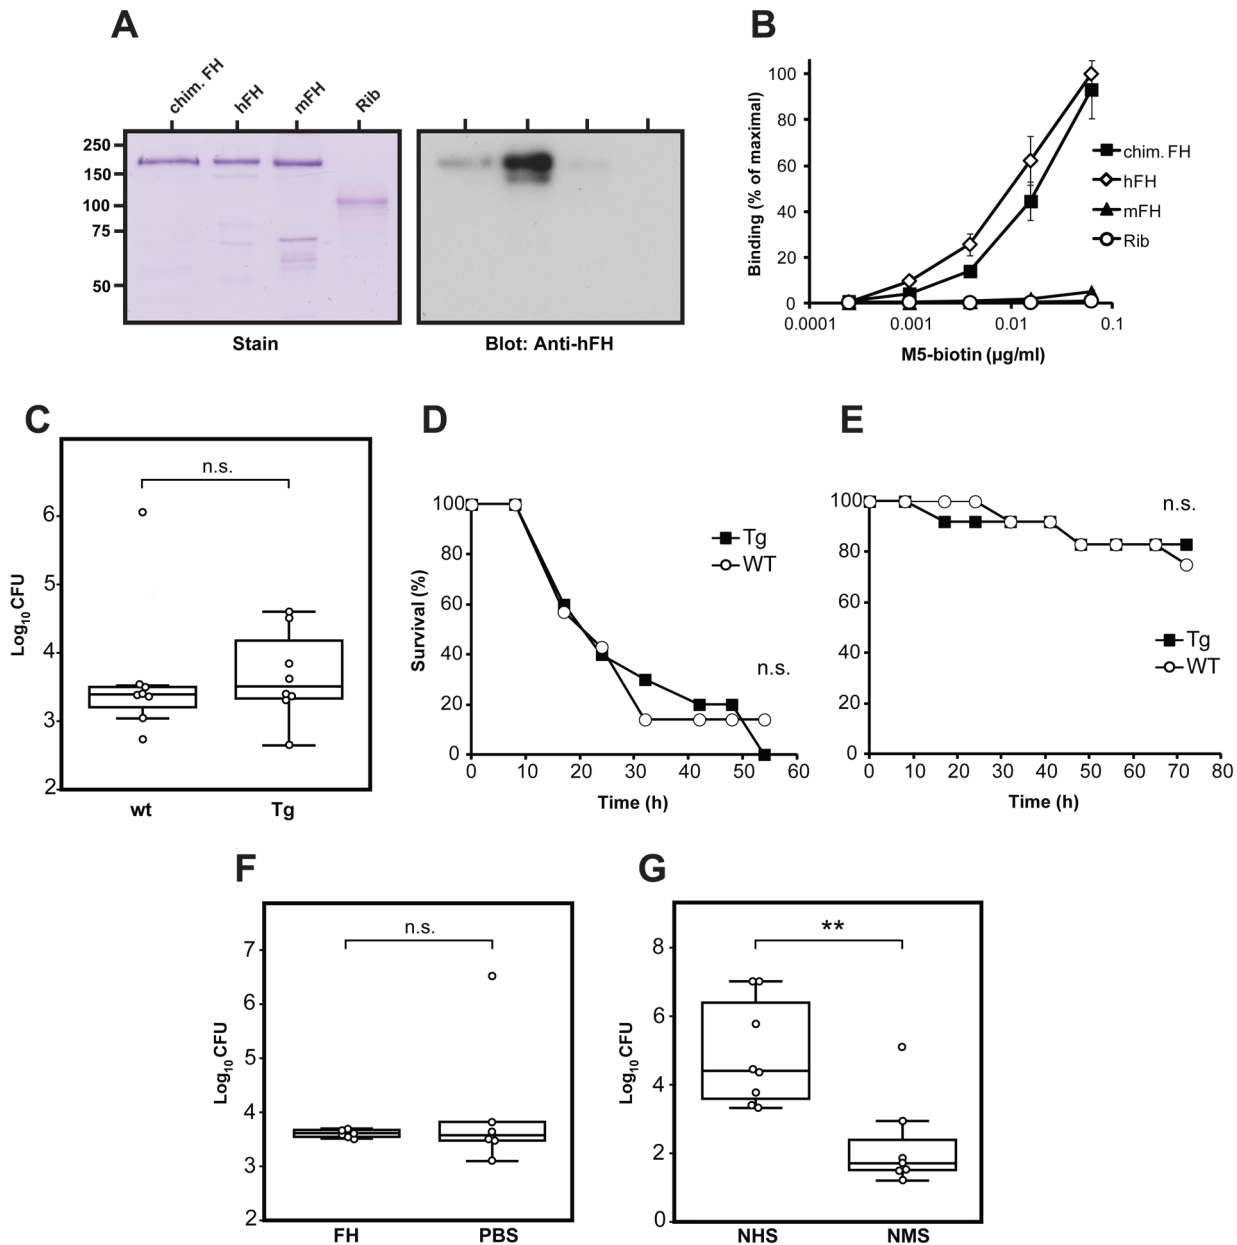 A
chim. FH
hFH
mFH
Rib
250
150
100
75
50
Stain
Blot: Anti-hFH
B
Binding (% of maximal)
100
80
60
40
20
0
0.0001
0.001
0.01
0.1
M5-biotin (µg/ml)
chim. FH
hFH
mFH
Rib
C
n.s.
Log10CFU
6
5
4
3
2
wt
Tg
D
Survival (%)
100
80
60
40
20
0
0
10
20
30
40
50
60
Time (h)
Tg
WT
n.s.
E
100
80
60
40
20
0
0
10
20
30
40
50
60
70
80
Time (h)
n.s.
Tg
WT
F
n.s.
Log10CFU
7
6
5
4
3
2
FH
PBS
G
**
Log10CFU
8
6
4
2
0
NHS
NMS